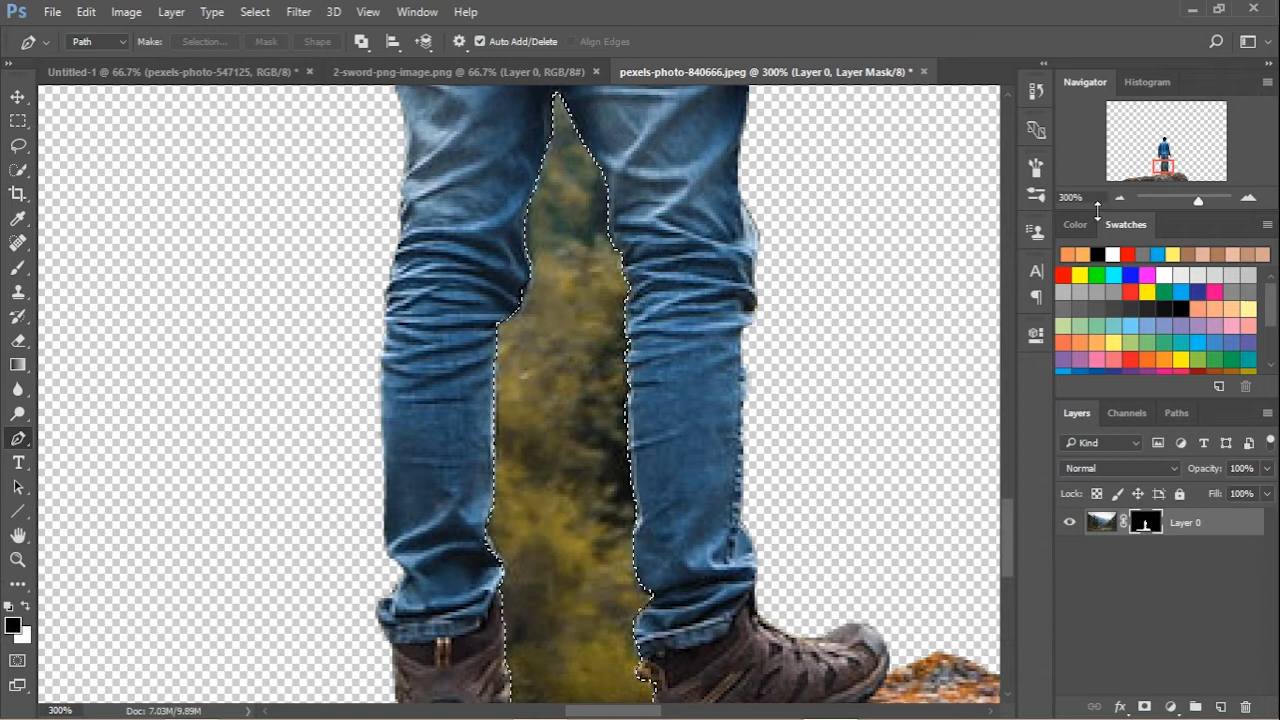 Ps File Edit Image Layer Type Select Filter 3D View Window Help
Path Make: Selection... Mask Shape Auto Add/Delete Align Edges
Untitled-1 @ 66.7% (pexels-photo-547125, RGB/8) * × 2-sword-png-image.png @ 66.7% (Layer 0, RGB/8#) × pexels-photo-840666.jpeg @ 300% (Layer 0, Layer Mask/8) * ×
Navigator Histogram
300%
Color Swatches
Layers Channels Paths
Kind
Normal Opacity: 100%
Lock: Fill: 100%
Layer 0
300% Doc: 7.03M/9.89M